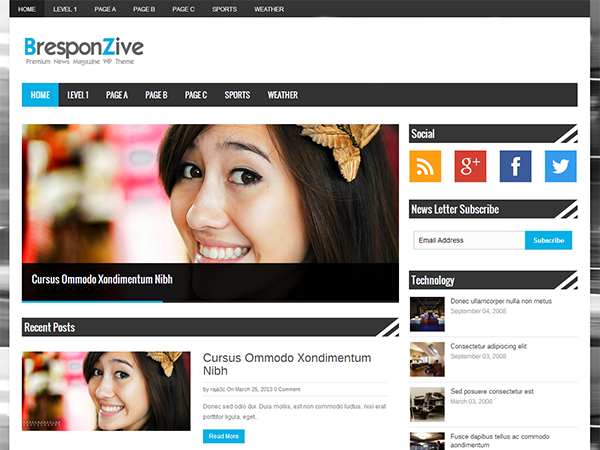 HOME LEVEL 1 PAGE A PAGE B PAGE C SPORTS WEATHER
BresponZive
Premium News Magazine WP Theme
HOME LEVEL 1 PAGE A PAGE B PAGE C SPORTS WEATHER
Cursus Ommodo Xondimentum Nibh
Recent Posts
Cursus Ommodo Xondimentum
Nibh
by raja3c On March 25, 2013 0 Comment
Donec sed odio dui. Duis mollis, est non commodo luctus, nisi erat
porttitor ligula, eget.
Read More
Social
g+
f
News Letter Subscribe
Email Address Subscribe
Technology
Donec ullamcorper nulla non metus
September 04, 2008
Consectetur adipiscing elit
September 03, 2008
Sed posuere consectetur est
March 03, 2008
Fusce dapibus tellus ac commodo
aondimentum